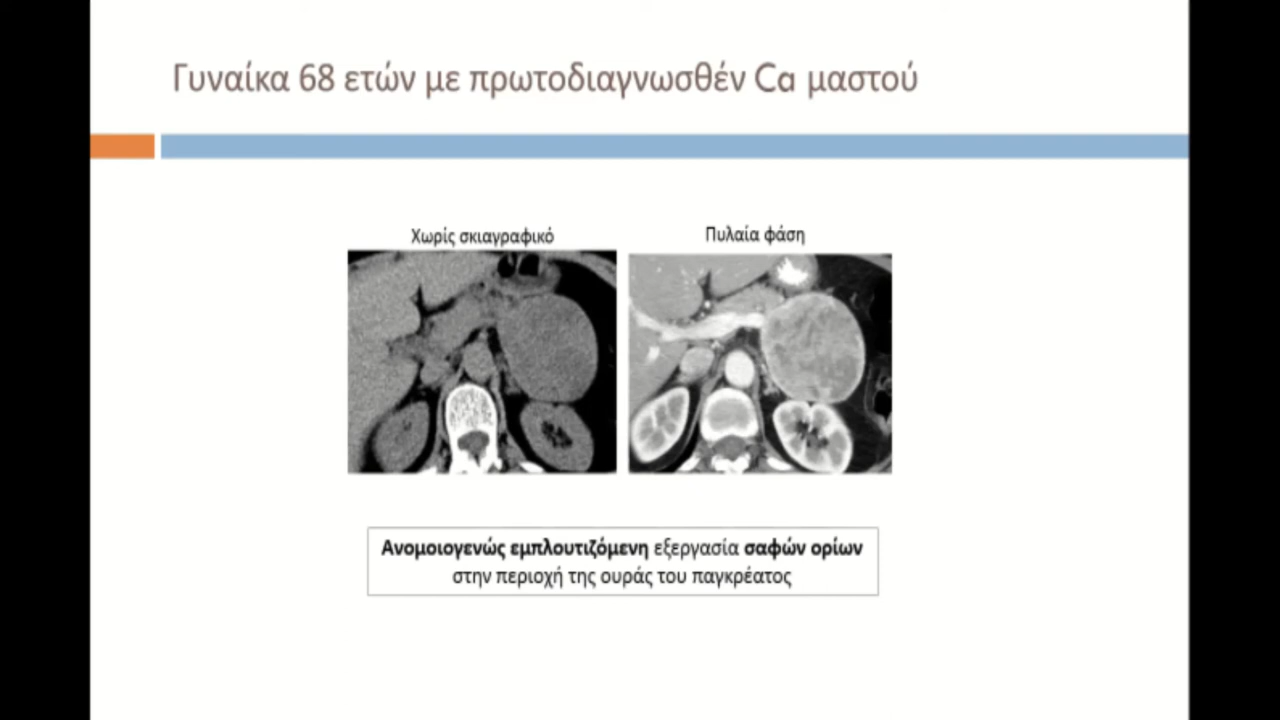 Γυναίκα 68 ετών με πρωτοδιαγνωσθέν Ca μαστού
Χωρίς σκιαγραφικό
Πυλαία φάση
Ανομοιογενώς εμπλουτιζόμενη εξεργασία σαφών ορίων
στην περιοχή της ουράς του παγκρέατος